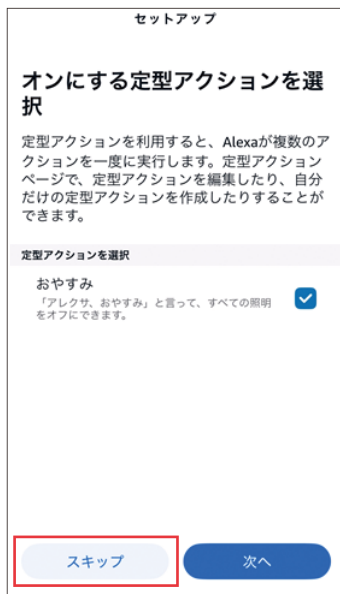 セットアップ
オンにする定型アクションを選
択
定型アクションを利用すると、Alexaが複数のア
クションを一度に実行します。定型アクション
ページで、定型アクションを編集したり、自分
だけの定型アクションを作成したりすることが
できます。
定型アクションを選択
おやすみ
「アレクサ、おやすみ」と言って、すべての照明
をオフにできます。
スキップ
次へ